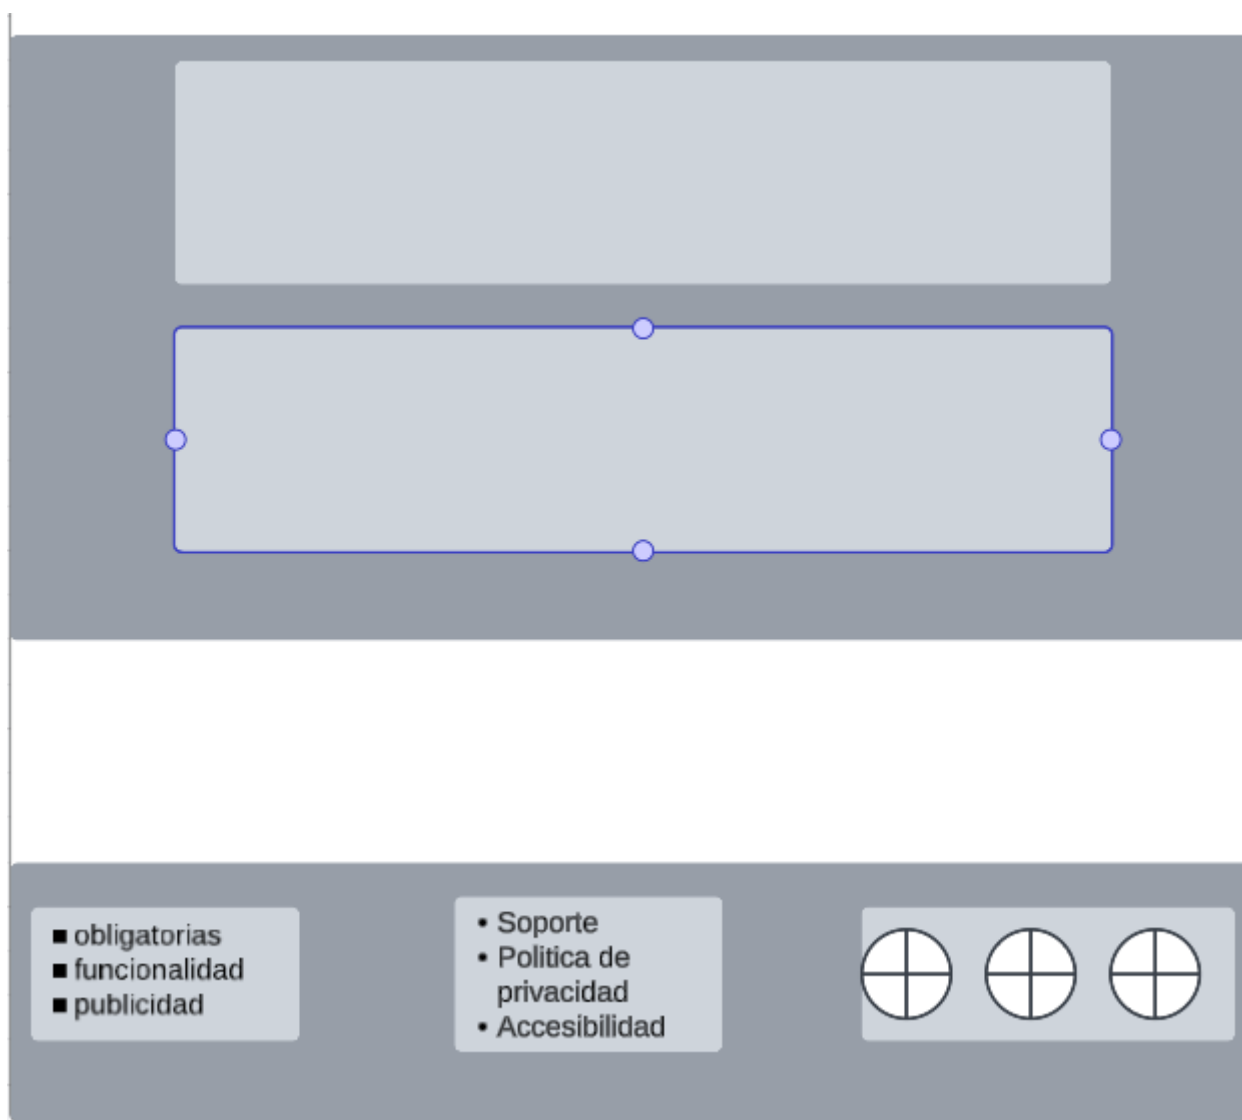 ■ obligatorias
■ funcionalidad
■ publicidad
• Soporte
• Politica de
privacidad
• Accesibilidad